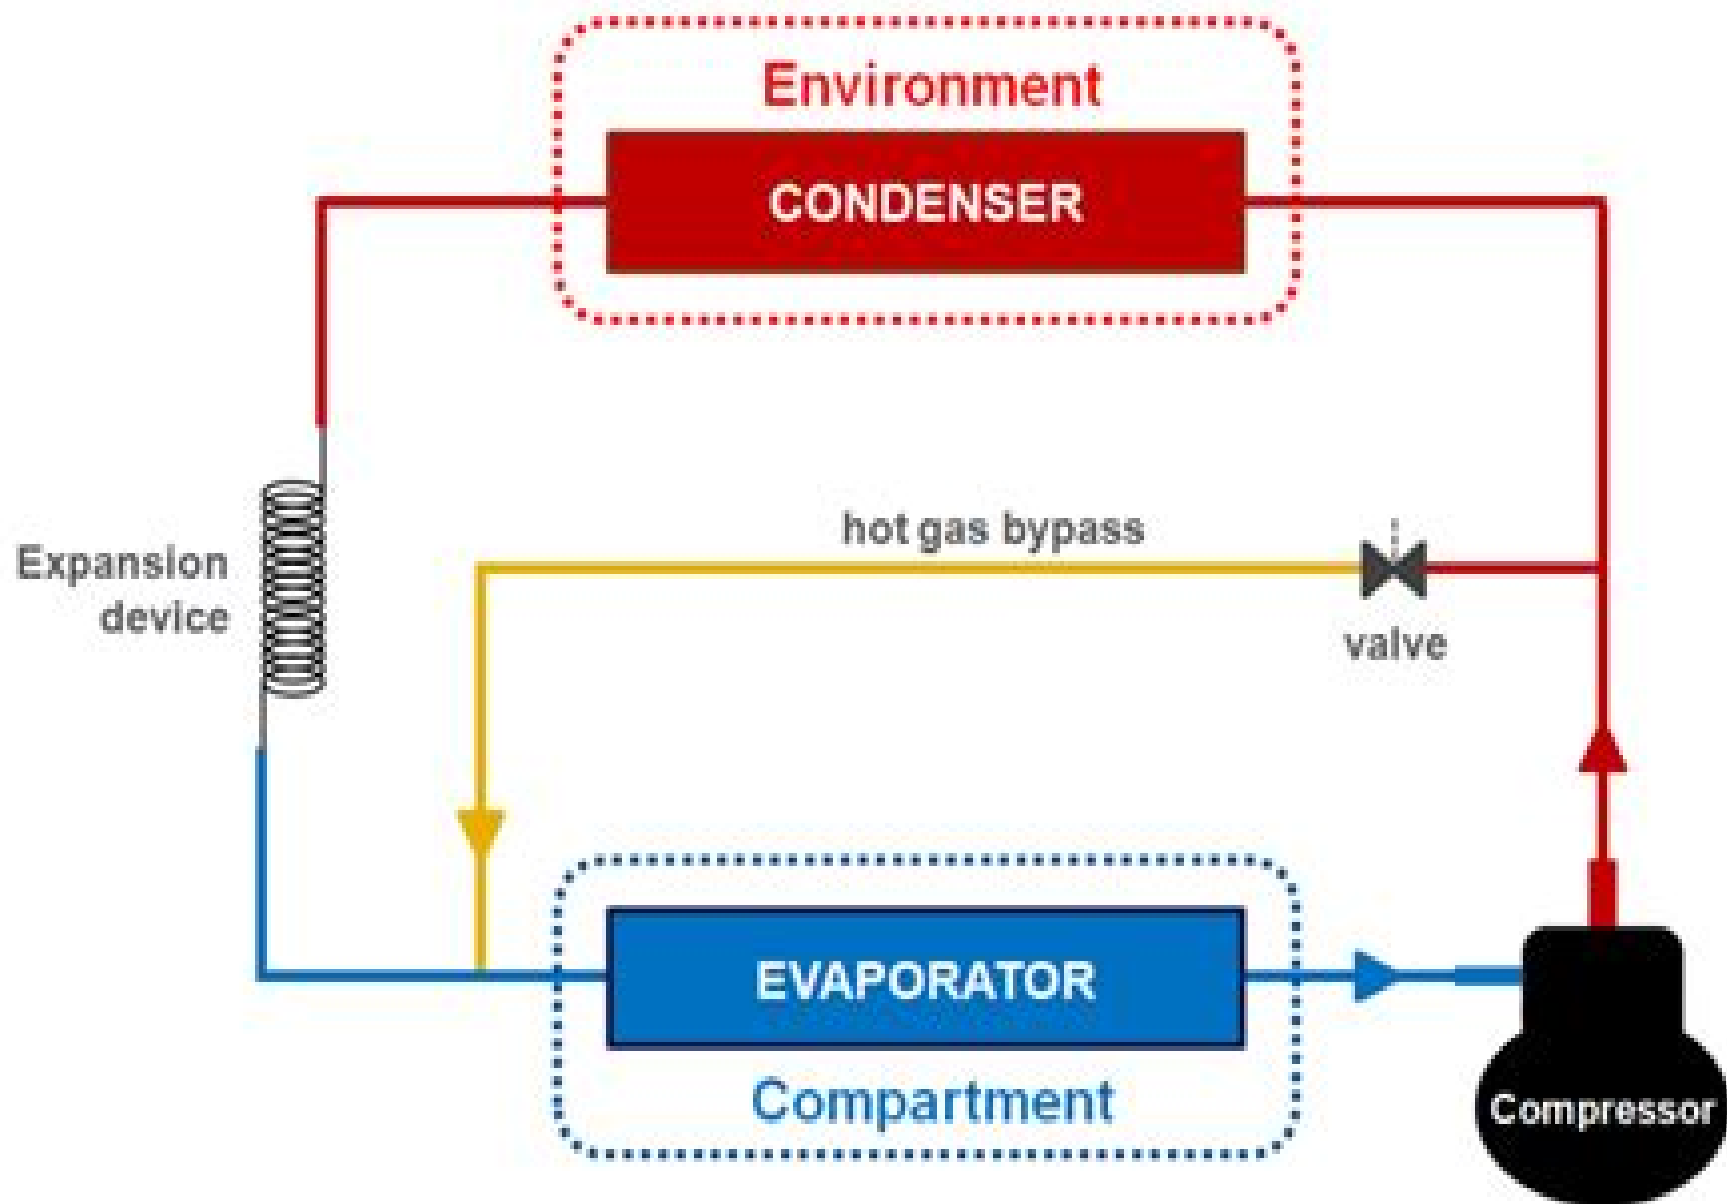 Environment
CONDENSER
hot gas bypass
Expansion
device
valve
EVAPORATOR
Compartment
Compressor